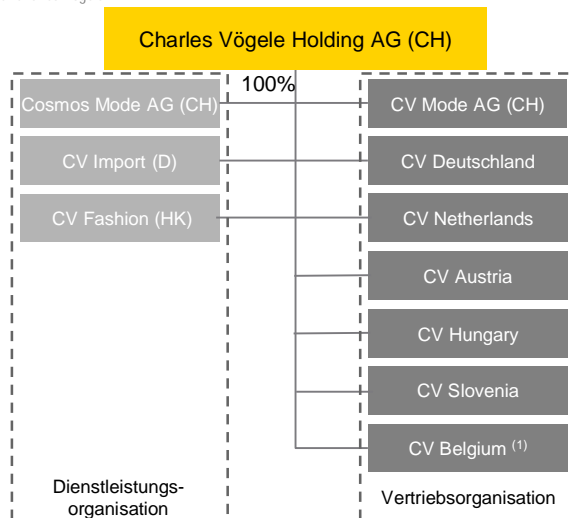 Charles Vögele Holding AG (CH)
100%
Cosmos Mode AG (CH)
CV Import (D)
CV Fashion (HK)
Dienstleistungs-
organisation
CV Mode AG (CH)
CV Deutschland
CV Netherlands
CV Austria
CV Hungary
CV Slovenia
CV Belgium (1)
Vertriebsorganisation